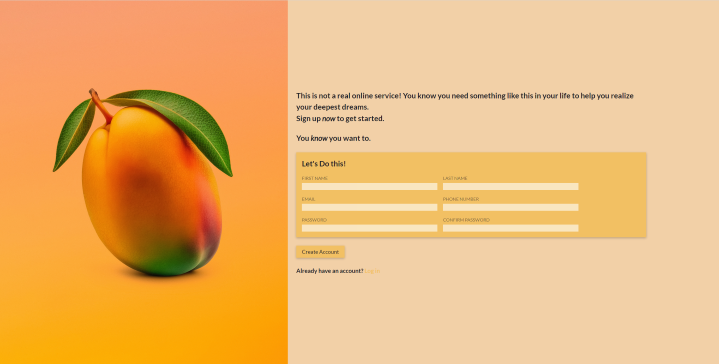 This is not a real online service! You know you need something like this in your life to help you realize
your deepest dreams.
Sign up now to get started.
You know you want to.
Let's Do this!
FIRST NAME LAST NAME
EMAIL PHONE NUMBER
PASSWORD CONFIRM PASSWORD
Create Account
Already have an account?